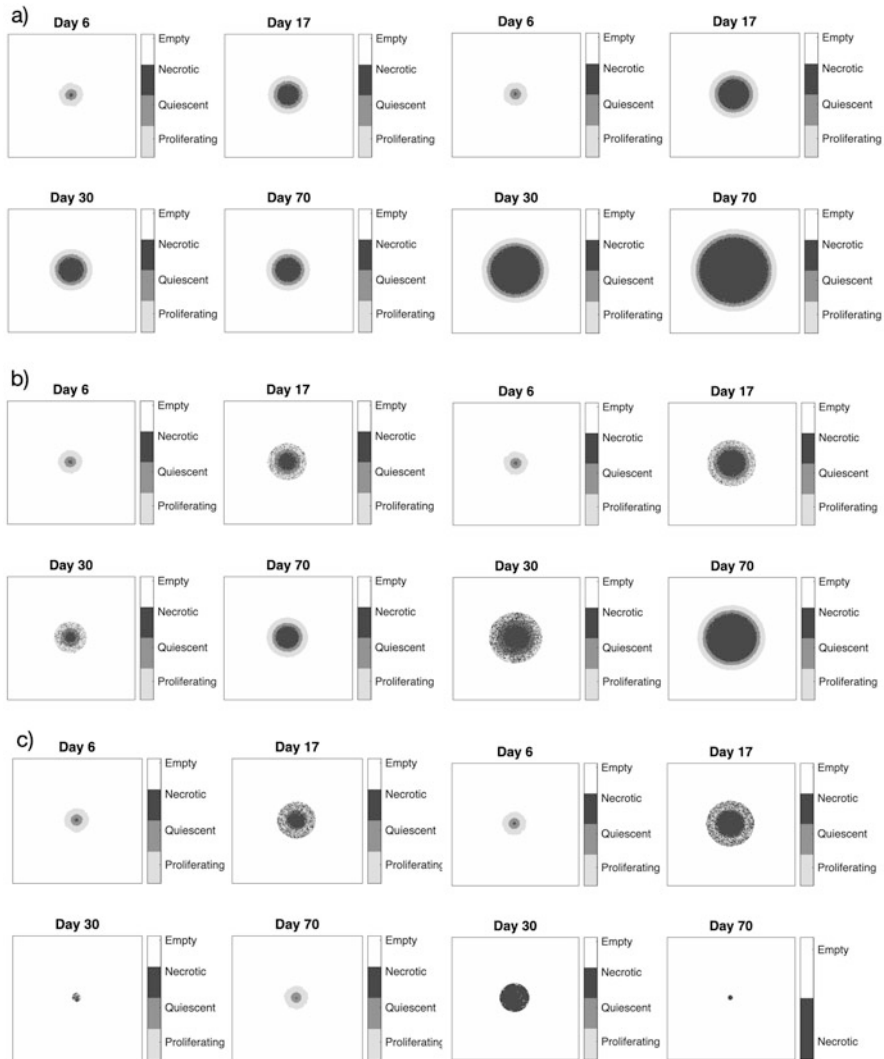 a)
Day 6
Empty
Necrotic
Quiescent
Proliferating
Day 17
Empty
Necrotic
Quiescent
Proliferating
Day 6
Empty
Necrotic
Quiescent
Proliferating
Day 17
Empty
Necrotic
Quiescent
Proliferating
Day 30
Empty
Necrotic
Quiescent
Proliferating
Day 70
Empty
Necrotic
Quiescent
Proliferating
Day 30
Empty
Necrotic
Quiescent
Proliferating
Day 70
Empty
Necrotic
Quiescent
Proliferating
b)
Day 6
Empty
Necrotic
Quiescent
Proliferating
Day 17
Empty
Necrotic
Quiescent
Proliferating
Day 6
Empty
Necrotic
Quiescent
Proliferating
Day 17
Empty
Necrotic
Quiescent
Proliferating
Day 30
Empty
Necrotic
Quiescent
Proliferating
Day 70
Empty
Necrotic
Quiescent
Proliferating
Day 30
Empty
Necrotic
Quiescent
Proliferating
Day 70
Empty
Necrotic
Quiescent
Proliferating
c)
Day 6
Empty
Necrotic
Quiescent
Proliferating
Day 17
Empty
Necrotic
Quiescent
Proliferating
Day 6
Empty
Necrotic
Quiescent
Proliferating
Day 17
Empty
Necrotic
Quiescent
Proliferating
Day 30
Empty
Necrotic
Quiescent
Proliferating
Day 70
Empty
Necrotic
Quiescent
Proliferating
Day 30
Empty
Necrotic
Quiescent
Proliferating
Day 70
Empty
Necrotic